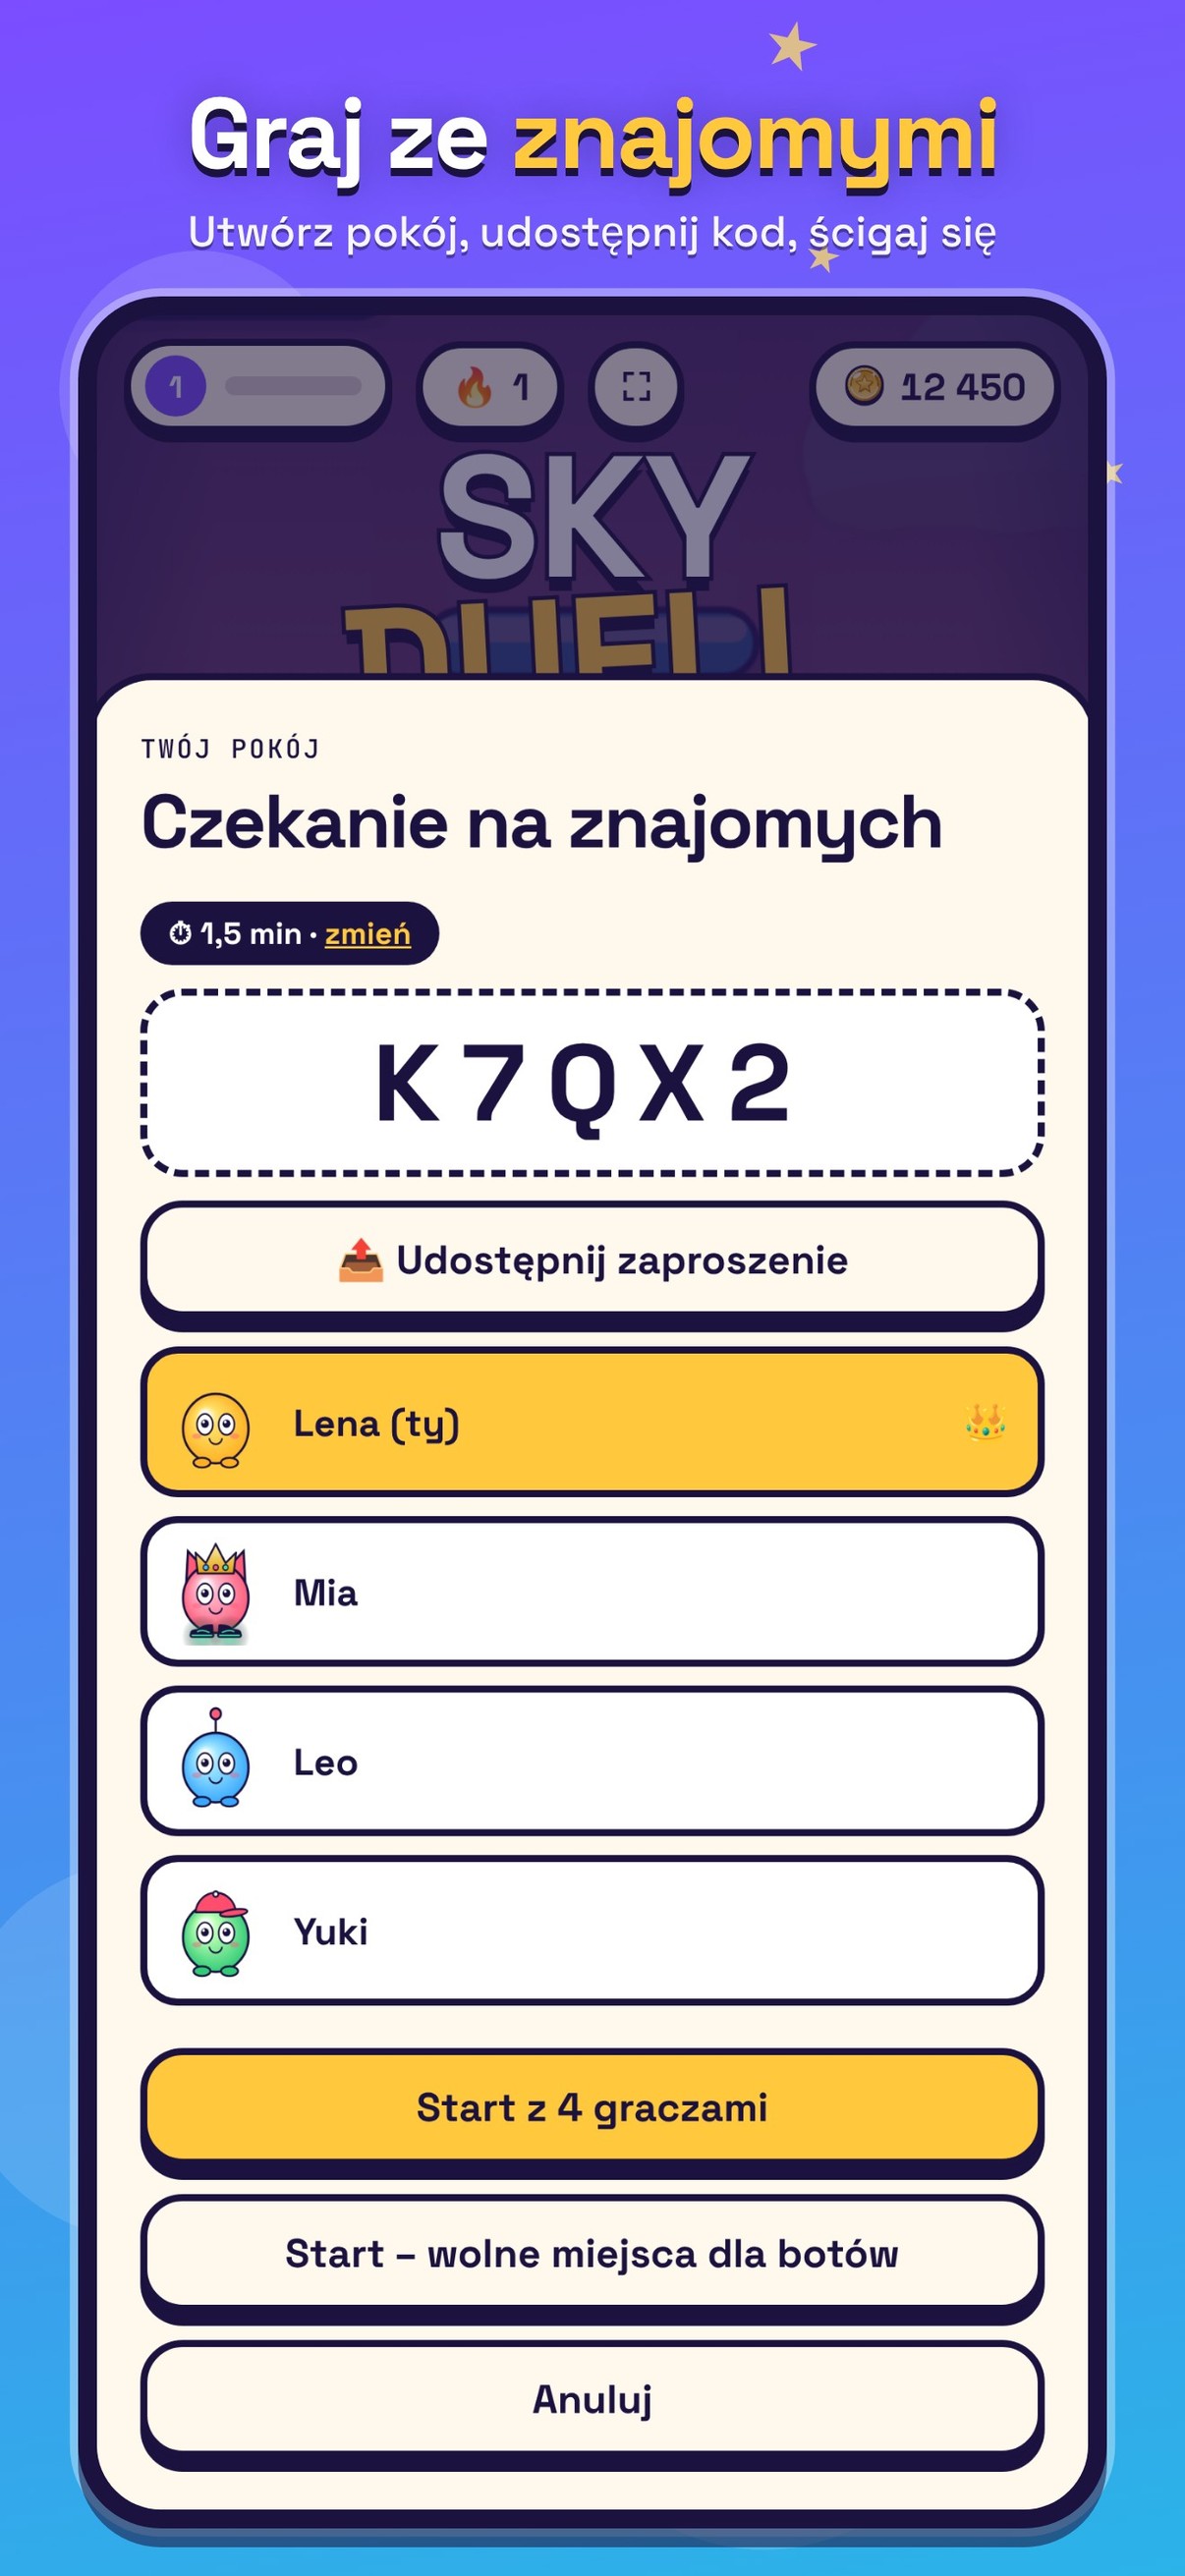 Graj ze znajomymi
Utwórz pokój, udostępnij kod, ścigaj się
1
1
12 450
SKY
DUEL!
TWÓJ POKÓJ
Czekanie na znajomych
1,5 min · zmień
K7QX2
Udostępnij zaproszenie
Lena (ty)
Mia
Leo
Yuki
Start z 4 graczami
Start – wolne miejsca dla botów
Anuluj